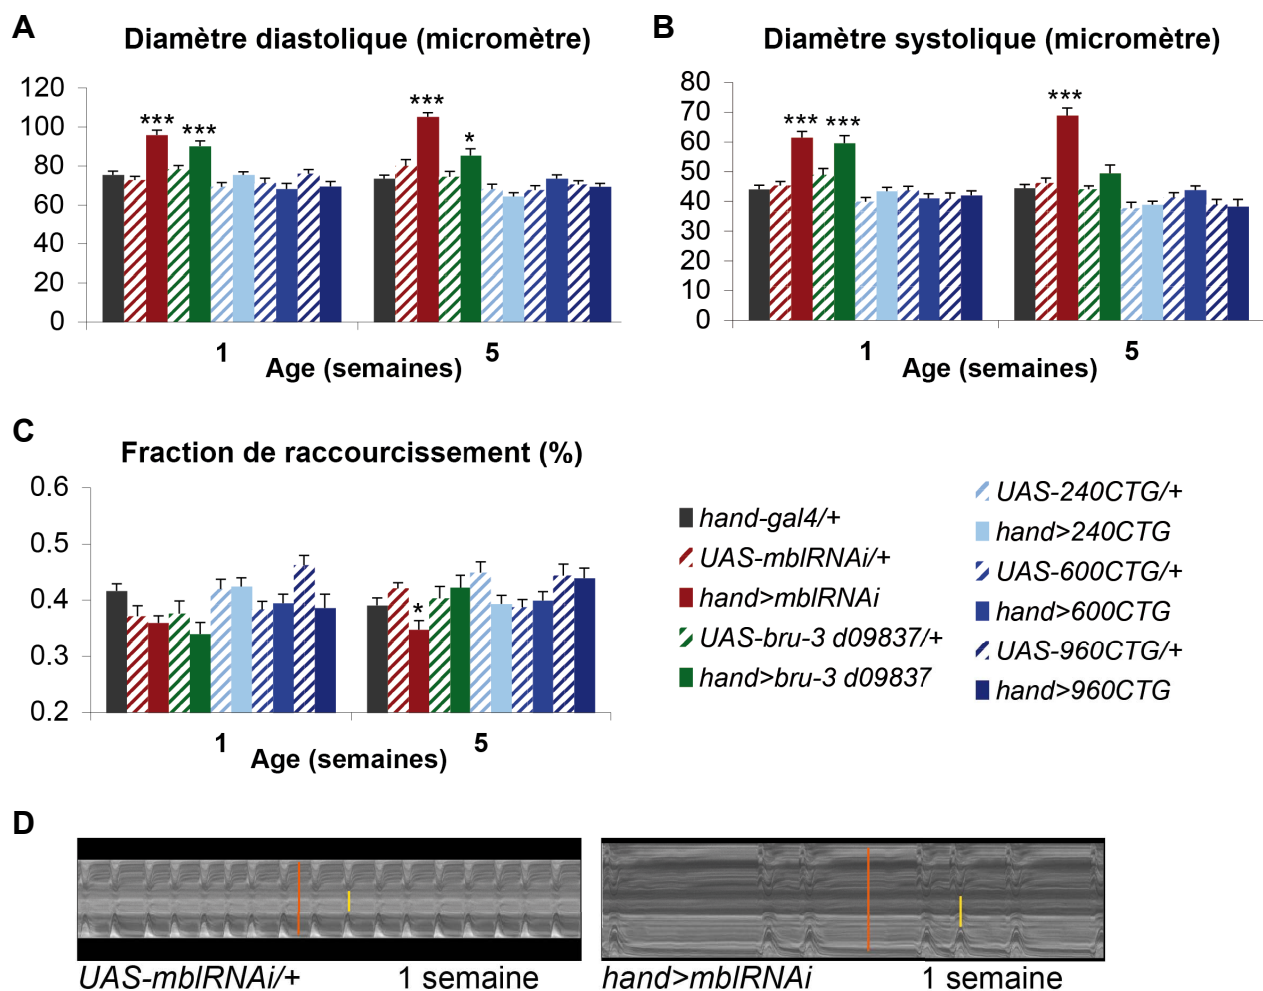 A
Diamètre diastolique (micromètre)
120
100
80
60
40
20
0
***
***
***
*
1
5
Age (semaines)
B
Diamètre systolique (micromètre)
80
70
60
50
40
30
20
10
0
***
***
***
1
5
Age (semaines)
C
Fraction de raccourcissement (%)
0.6
0.5
0.4
0.3
0.2
*
1
5
Age (semaines)
hand-gal4/+
UAS-mblRNAi/+
hand>mblRNAi
UAS-bru-3 d09837/+
hand>bru-3 d09837
UAS-240CTG/+
hand>240CTG
UAS-600CTG/+
hand>600CTG
UAS-960CTG/+
hand>960CTG
D
UAS-mblRNAi/+ 1 semaine
hand>mblRNAi 1 semaine